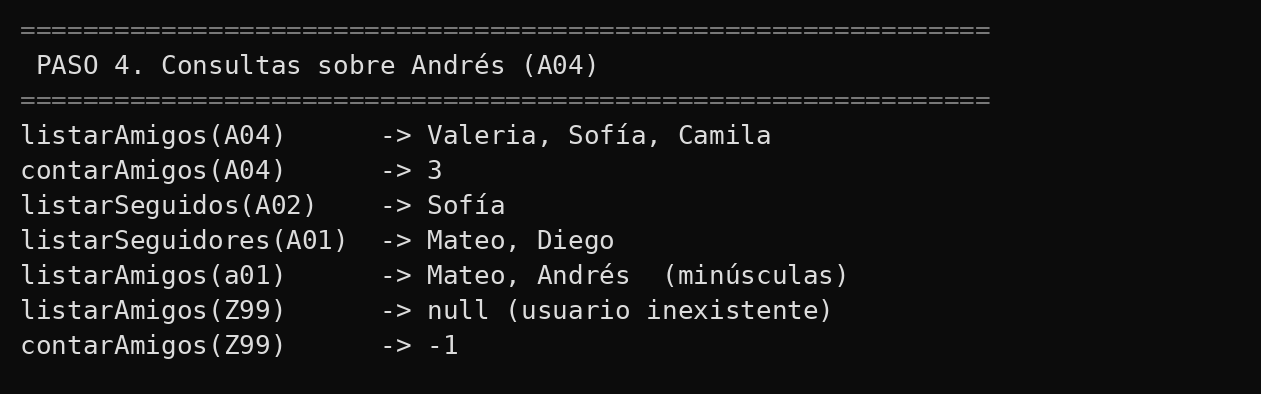 ==============================================================
 PASO 4. Consultas sobre Andrés (A04)
==============================================================
listarAmigos(A04)      -> Valeria, Sofía, Camila
contarAmigos(A04)      -> 3
listarSeguidos(A02)    -> Sofía
listarSeguidores(A01)  -> Mateo, Diego
listarAmigos(a01)      -> Mateo, Andrés  (minúsculas)
listarAmigos(Z99)      -> null (usuario inexistente)
contarAmigos(Z99)      -> -1